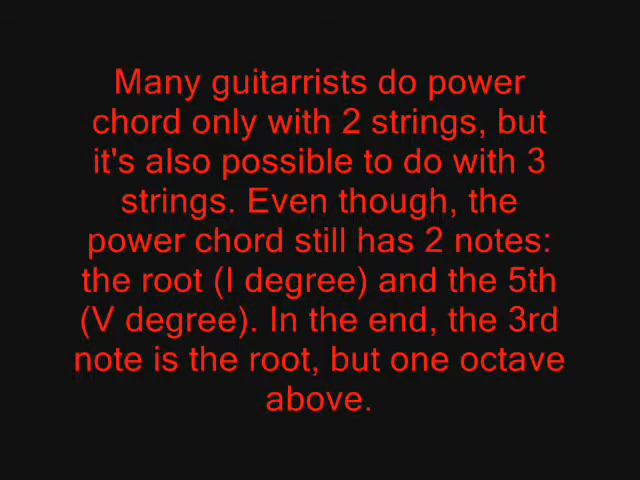 Many guitarrists do power
chord only with 2 strings, but
it's also possible to do with 3
strings. Even though, the
power chord still has 2 notes:
the root (I degree) and the 5th
(V degree). In the end, the 3rd
note is the root, but one octave
above.